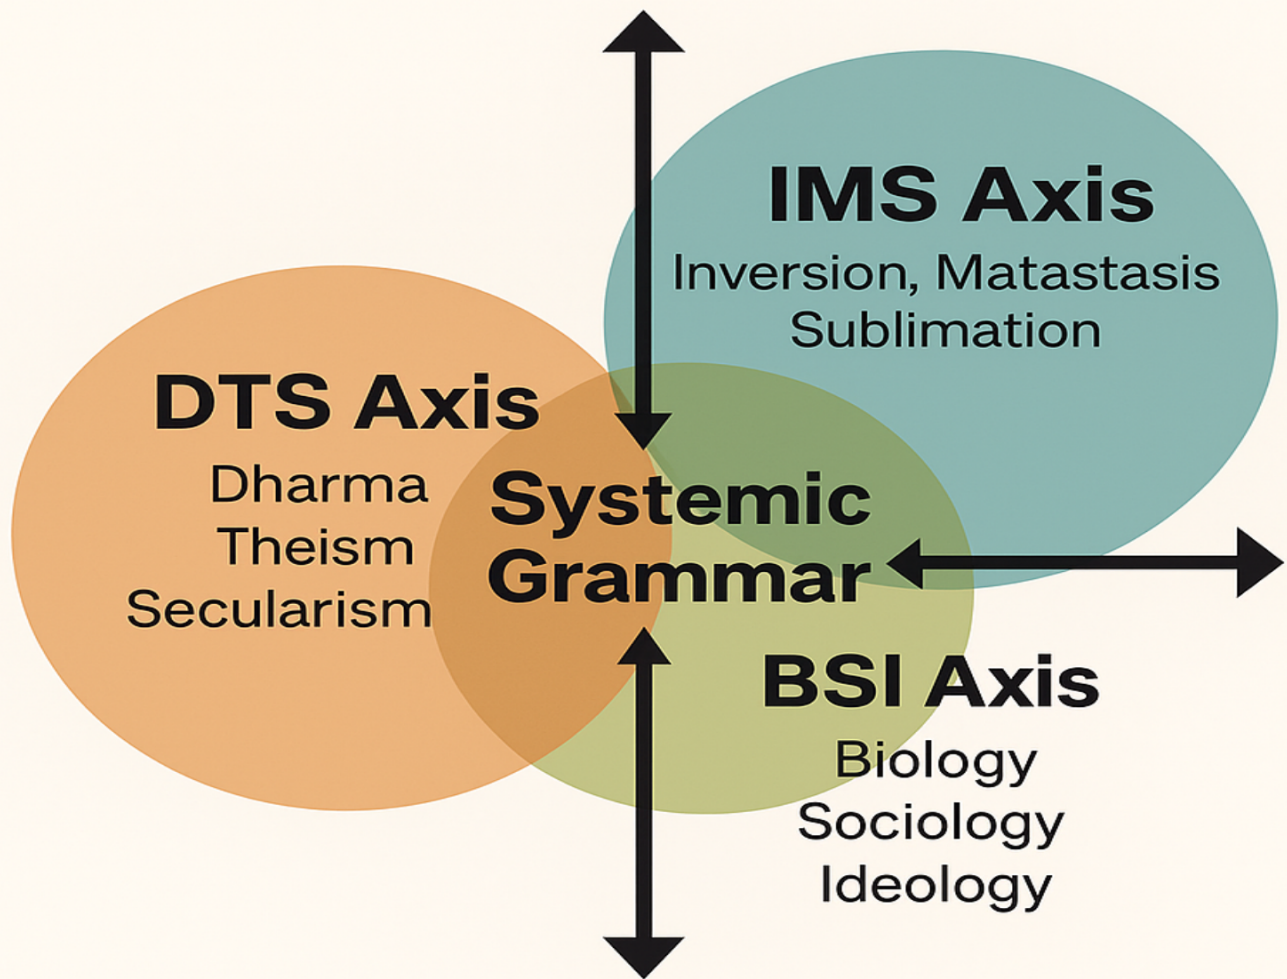 IMS Axis
Inversion, Matastasis
Sublimation
DTS Axis
Dharma
Theism
Secularism
Systemic
Grammar
BSI Axis
Biology
Sociology
Ideology